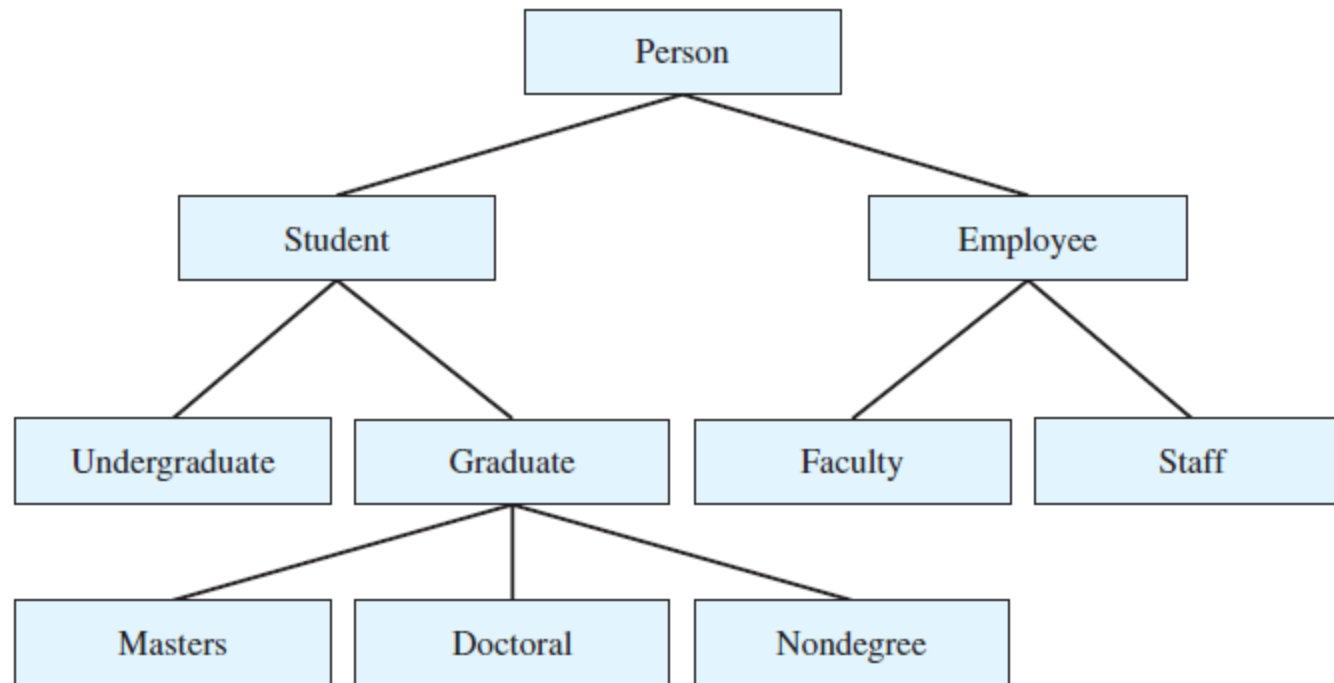 Person
Student
Employee
Undergraduate
Graduate
Faculty
Staff
Masters
Doctoral
Nondegree